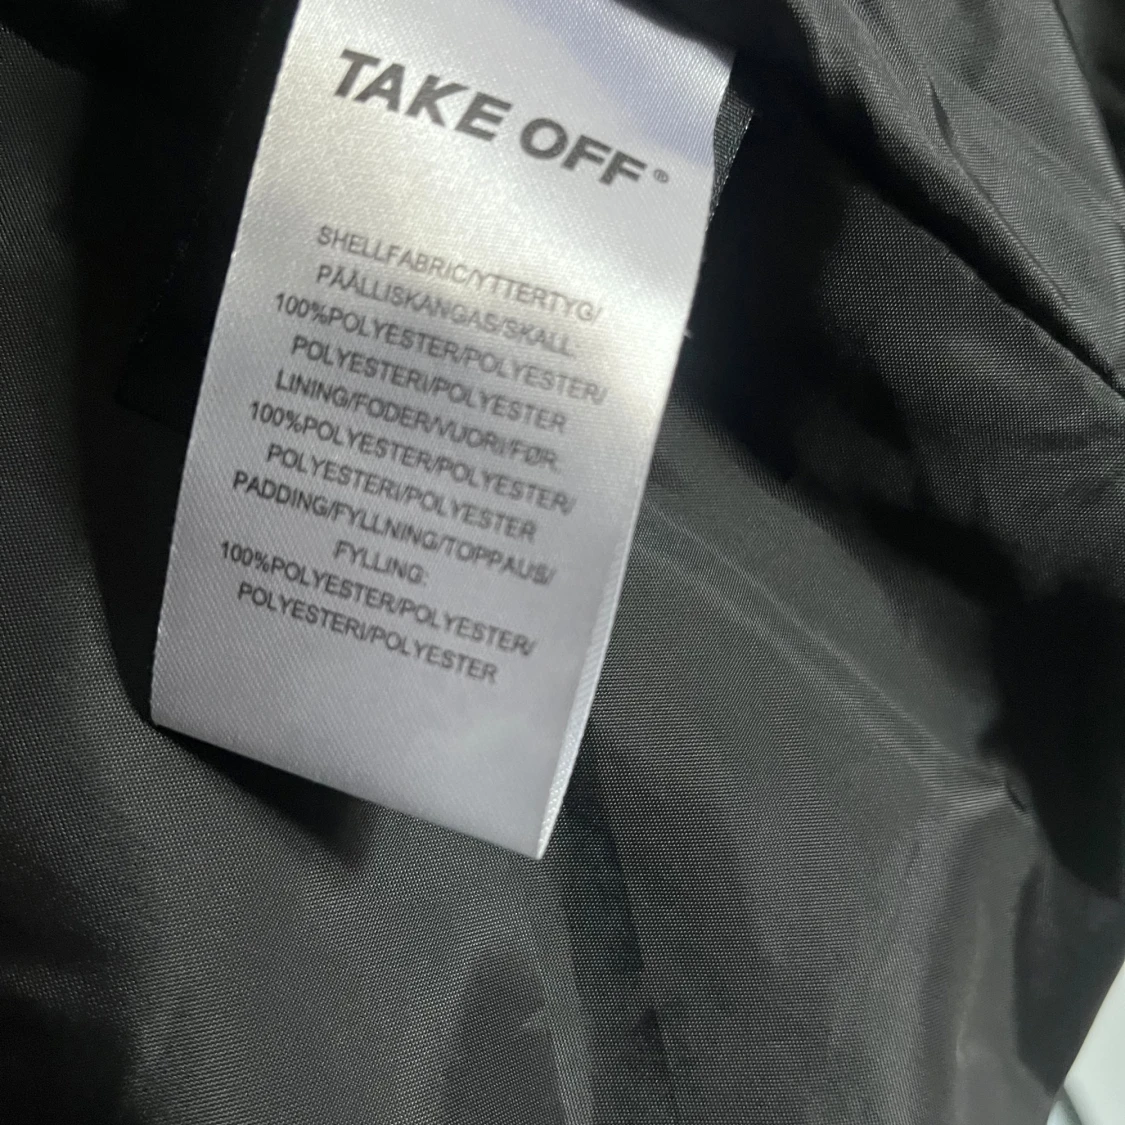 TAKE OFF®
SHELLFABRIC/YTTERTYG/
PÄÄLLISKANGAS/SKALL:
100%POLYESTER/POLYESTER/
POLYESTERI/POLYESTER
LINING/FODER/VUORI/FØR:
100%POLYESTER/POLYESTER/
POLYESTERI/POLYESTER
PADDING/FYLLNING/TOPPAUS/
FYLLING:
100%POLYESTER/POLYESTER/
POLYESTERI/POLYESTER